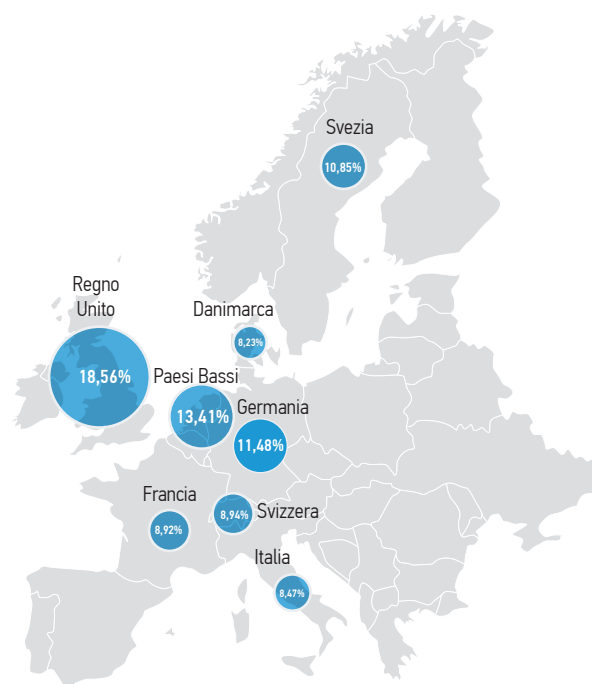 Svezia
10,85%
Regno
Unito
18,56%
Danimarca
8,23%
Paesi Bassi
13,41%
Germania
11,48%
Francia
8,92%
8,94%
Svizzera
Italia
8,47%